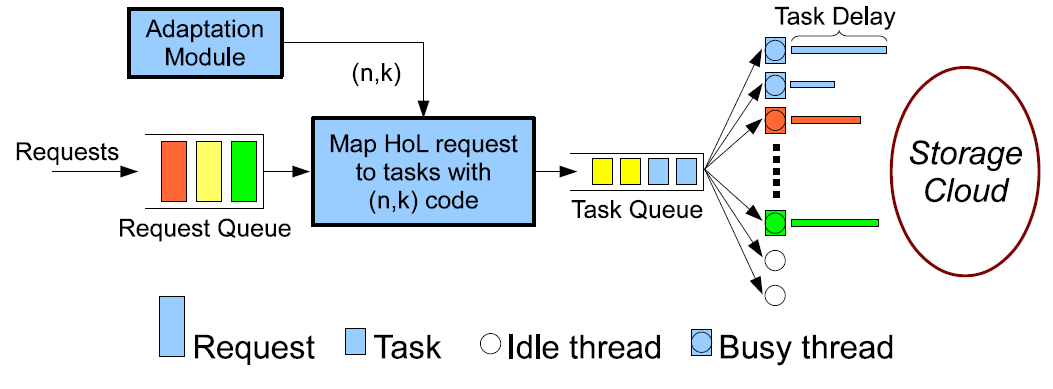 Adaptation
Module
Task Delay
(n,k)
Requests
Map HoL request
to tasks with
(n,k) code
Storage
Cloud
Request Queue
Task Queue
Request
Task
Idle thread
Busy thread